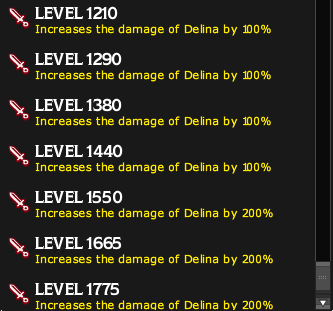 LEVEL 1210
Increases the damage of Delina by 100%
LEVEL 1290
Increases the damage of Delina by 100%
LEVEL 1380
Increases the damage of Delina by 100%
LEVEL 1440
Increases the damage of Delina by 100%
LEVEL 1550
Increases the damage of Delina by 200%
LEVEL 1665
Increases the damage of Delina by 200%
LEVEL 1775
Increases the damage of Delina by 200%